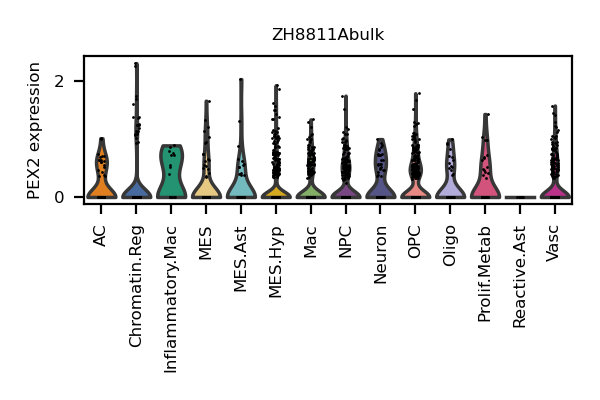 ZH8811Abulk
PEX2 expression
2
0
AC
Chromatin.Reg
Inflammatory.Mac
MES
MES.Ast
MES.Hyp
Mac
NPC
Neuron
OPC
Oligo
Prolif.Metab
Reactive.Ast
Vasc